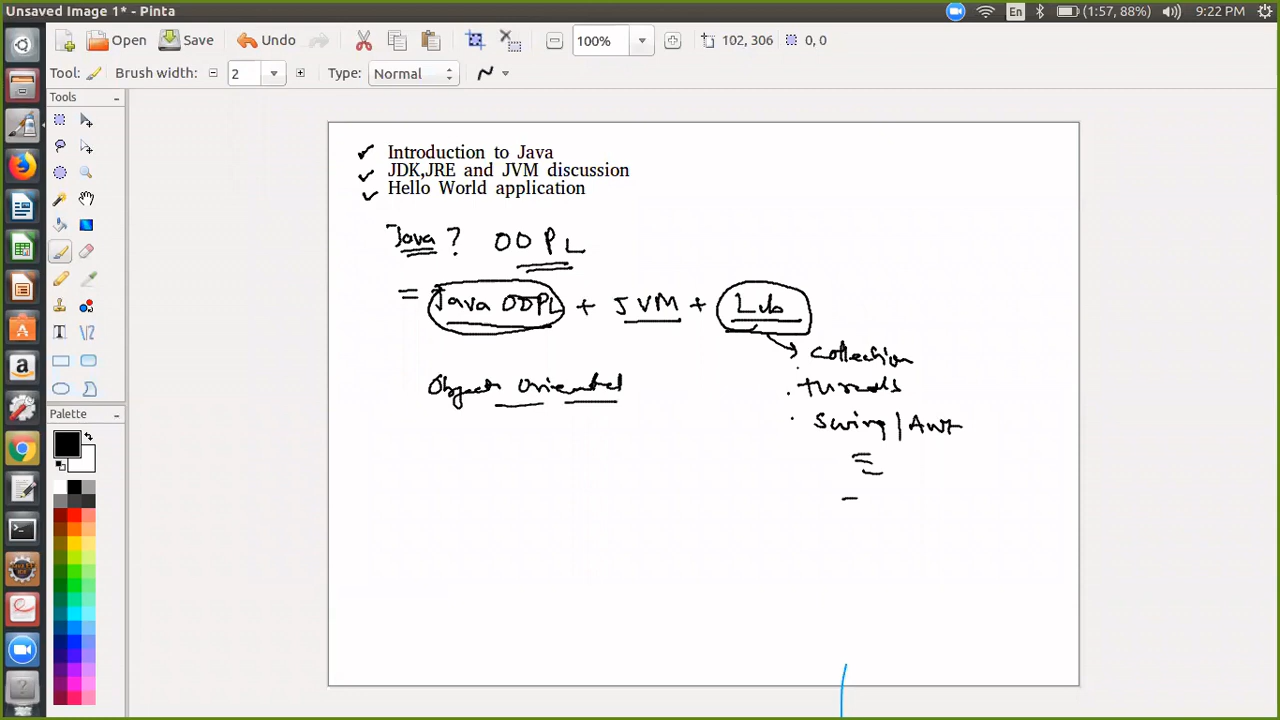 Unsaved Image 1* - Pinta
En (1:57, 88%) 9:22 PM
Open Save Undo 100% 102, 306 0, 0
Tool: Brush width: 2 Type: Normal
Tools
Introduction to Java
JDK,JRE and JVM discussion
Hello World application
Java ? OO P L
= Java OOPL + JVM + Lib
Collection
Object Oriented
Threads
Swing / AWT
Palette